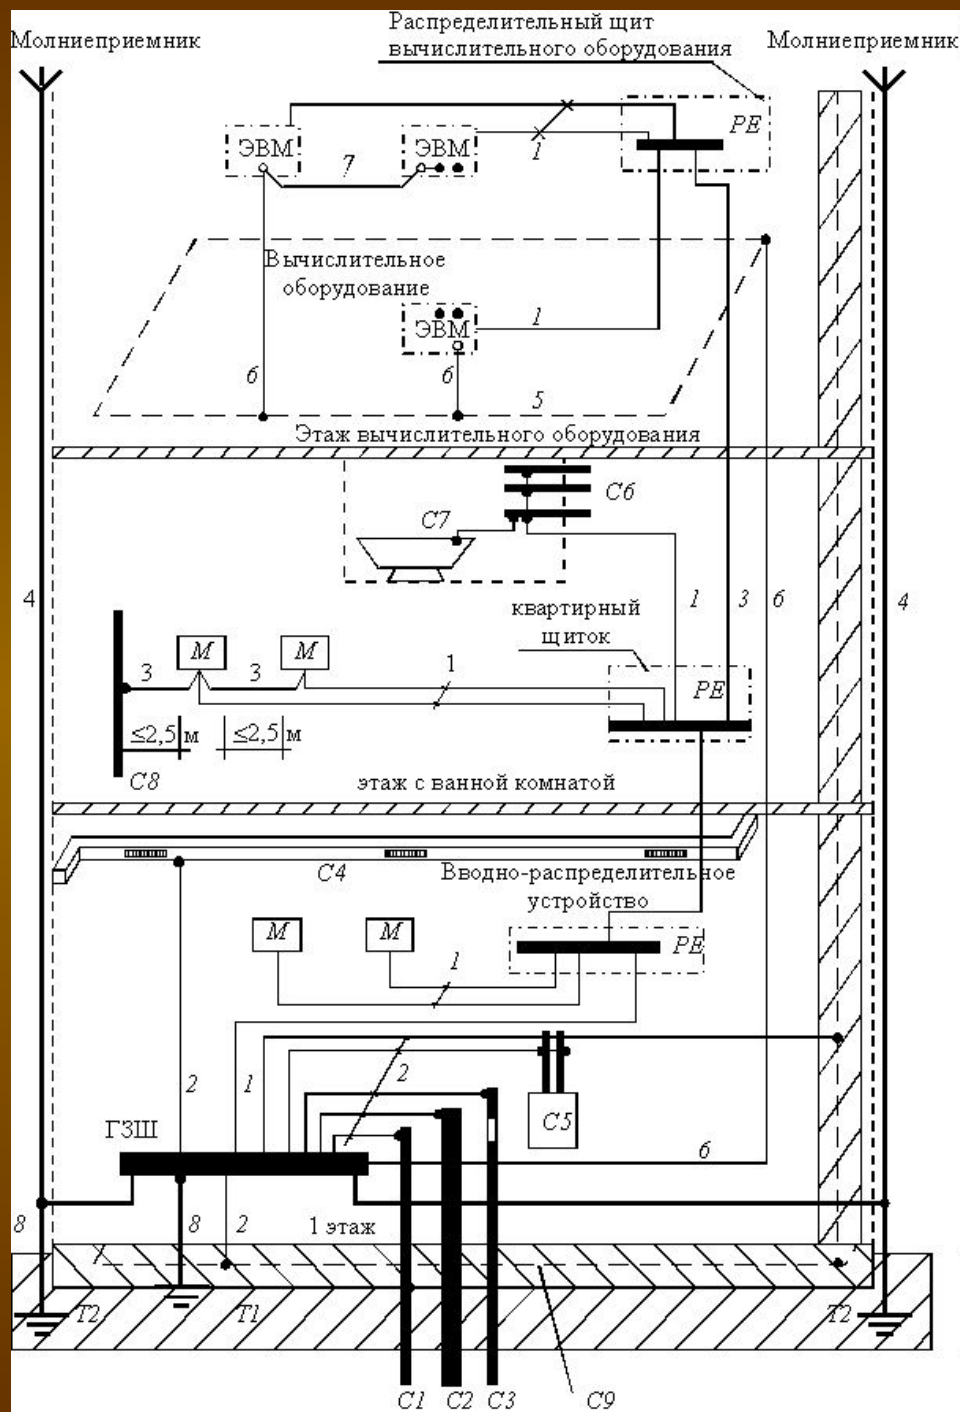 Распределительный щит
вычислительного оборудования
Молниеприемник
Молниеприемник
PE
ЭВМ
ЭВМ
7
1
Вычислительное
оборудование
ЭВМ
1
6
6
5
Этаж вычислительного оборудования
C6
C7
4
1
3
6
4
квартирный
щиток
M
M
1
3
3
PE
≤2,5 м
≤2,5 м
C8
этаж с ванной комнатой
C4
Вводно-распределительное
устройство
M
M
PE
1
2
1
2
C5
ГЗШ
6
8
8
2
1 этаж
T2
T1
T2
C1
C2
C3
C9